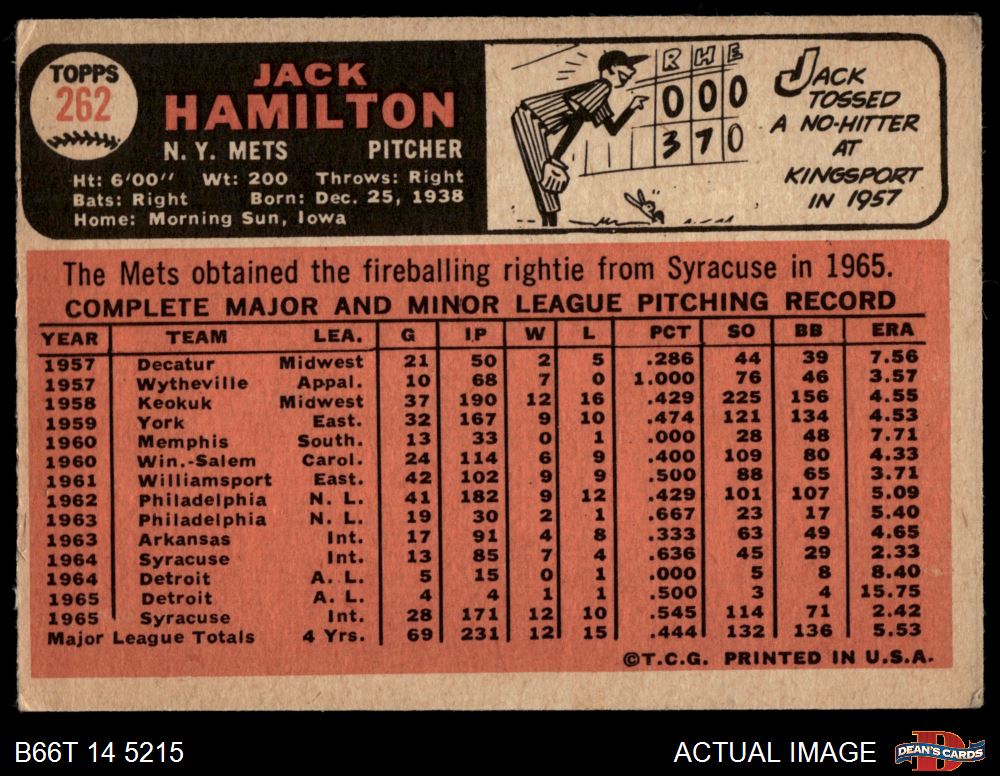 TOPPS
262
JACK
HAMILTON
N. Y. METS PITCHER
Ht: 6'00" Wt: 200 Throws: Right
Bats: Right Born: Dec. 25, 1938
Home: Morning Sun, Iowa
R H E
0 0 0
3 7 0
JACK
TOSSED
A NO-HITTER
AT
KINGSPORT
IN 1957
The Mets obtained the fireballing rightie from Syracuse in 1965.
COMPLETE MAJOR AND MINOR LEAGUE PITCHING RECORD
YEAR TEAM LEA. G IP W L PCT SO BB ERA
1957 Decatur Midwest 21 50 2 5 .286 44 39 7.56
1957 Wytheville Appal. 10 68 7 0 1.000 76 46 3.57
1958 Keokuk Midwest 37 190 12 16 .429 225 156 4.55
1959 York East. 32 167 9 10 .474 121 134 4.53
1960 Memphis South. 13 33 0 1 .000 28 48 7.71
1960 Win.-Salem Carol. 24 114 6 9 .400 109 80 4.33
1961 Williamsport East. 42 102 9 9 .500 88 65 3.71
1962 Philadelphia N. L. 41 182 9 12 .429 101 107 5.09
1963 Philadelphia N. L. 19 30 2 1 .667 23 17 5.40
1963 Arkansas Int. 17 91 4 8 .333 63 49 4.65
1964 Syracuse Int. 13 85 7 4 .636 45 29 2.33
1964 Detroit A. L. 5 15 0 1 .000 5 8 8.40
1965 Detroit A. L. 4 4 1 1 .500 3 4 15.75
1965 Syracuse Int. 28 171 12 10 .545 114 71 2.42
Major League Totals 4 Yrs. 69 231 12 15 .444 132 136 5.53
©T.C.G. PRINTED IN U.S.A.
B66T 14 5215 ACTUAL IMAGE DEAN'S CARDS